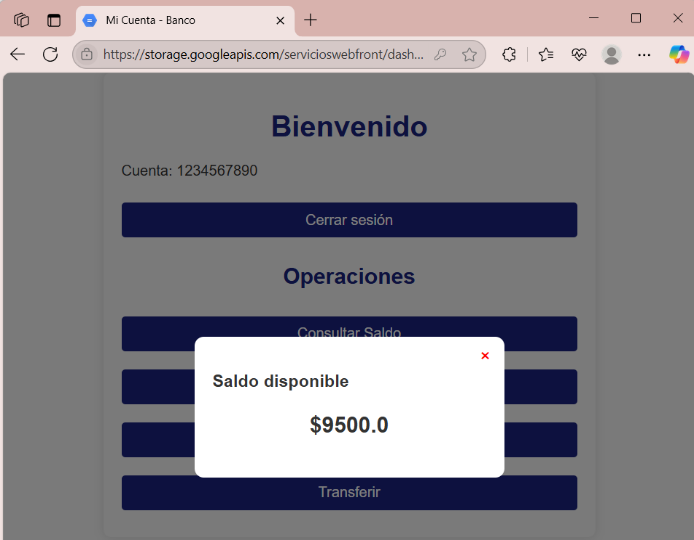 Mi Cuenta - Banco
https://storage.googleapis.com/servicioswebfront/dash...
Bienvenido
Cuenta: 1234567890
Cerrar sesión
Operaciones
Consultar Saldo
Saldo disponible
$9500.0
Transferir